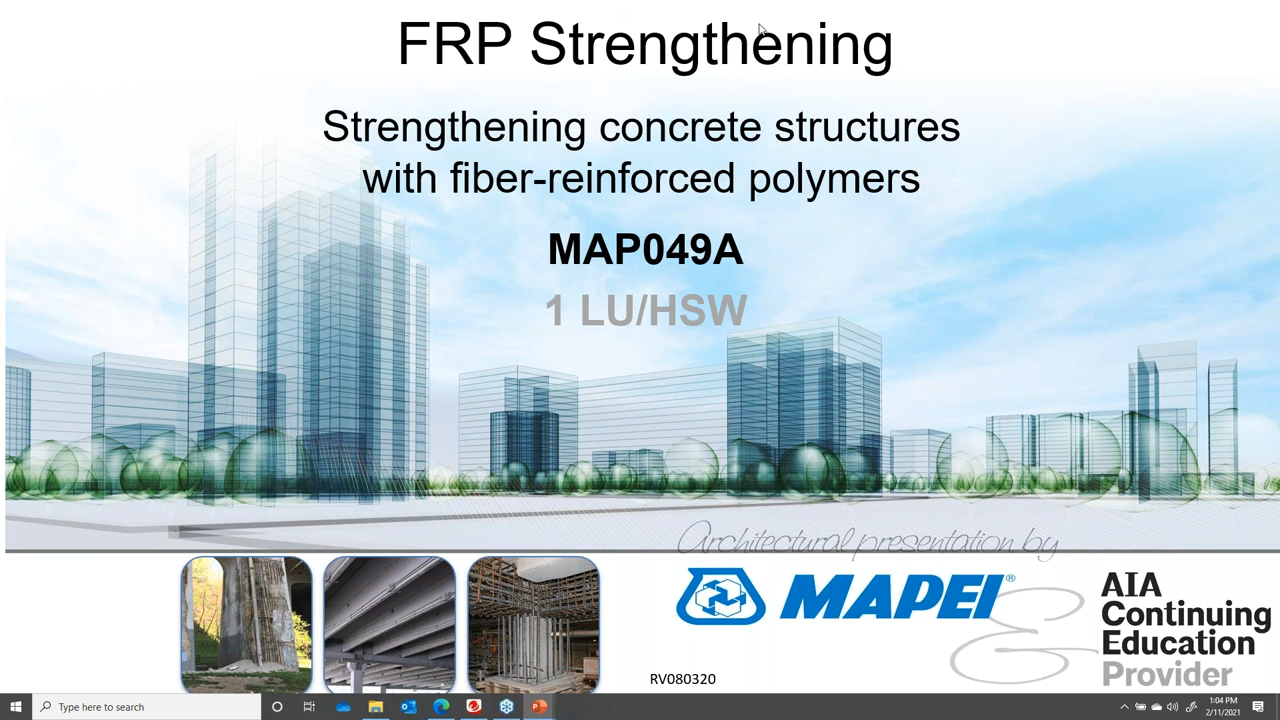 FRP Strengthening
Strengthening concrete structures
with fiber-reinforced polymers
MAP049A
1 LU/HSW
Architectural presentation by
MAPEI®
AIA
Continuing
Education
Provider
RV080320
Type here to search
1:04 PM
2/11/2021